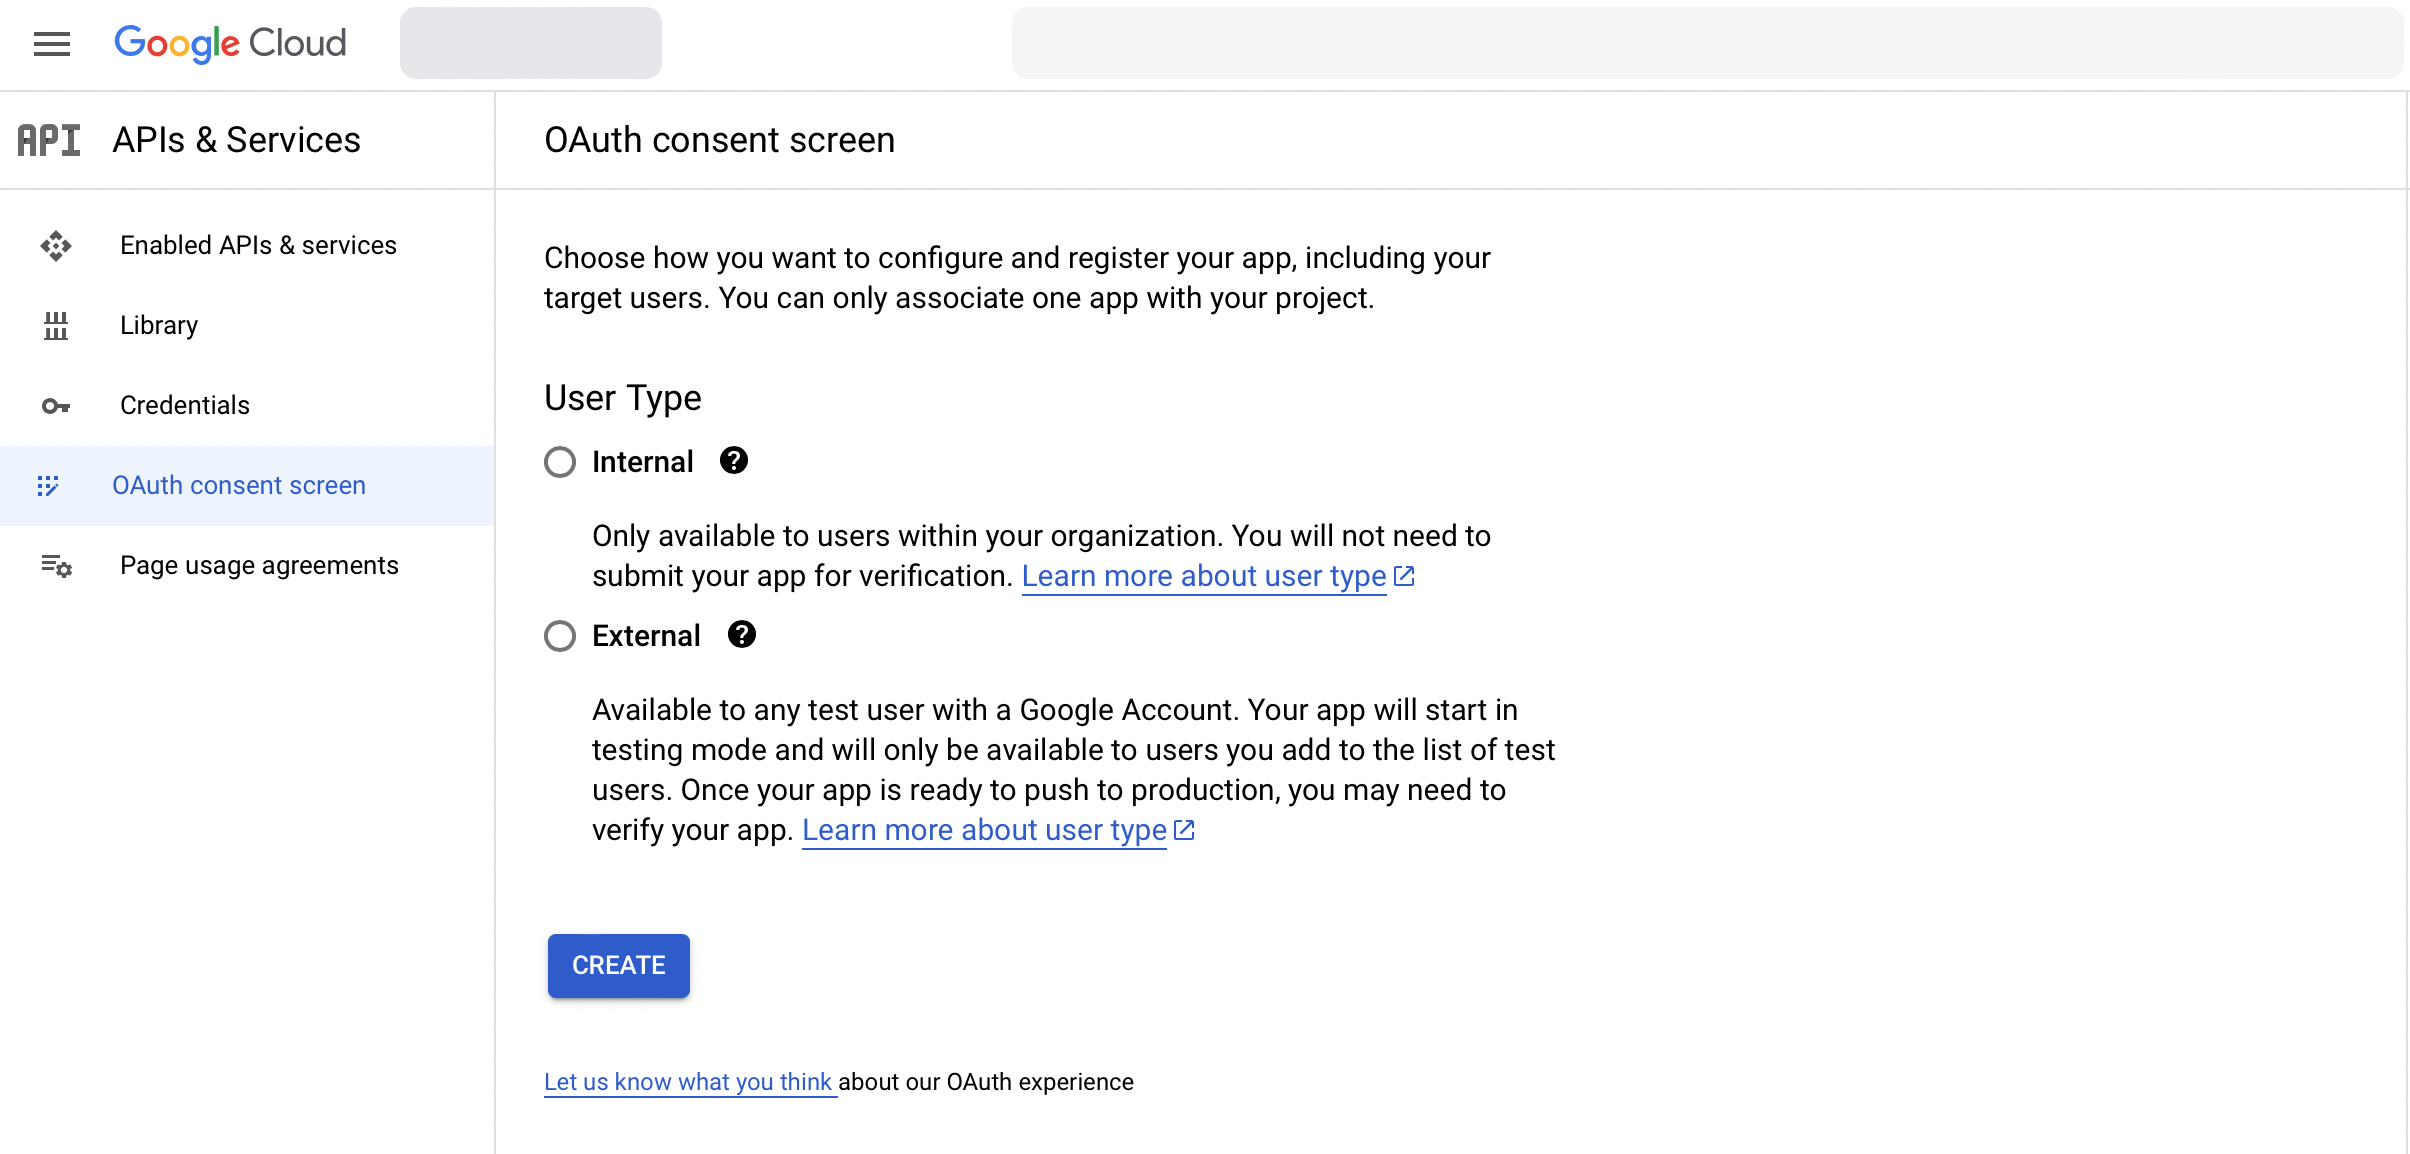 Google Cloud
API APIs & Services
OAuth consent screen
Enabled APIs & services
Library
Credentials
OAuth consent screen
Page usage agreements
Choose how you want to configure and register your app, including your
target users. You can only associate one app with your project.
User Type
Internal
Only available to users within your organization. You will not need to
submit your app for verification. Learn more about user type
External
Available to any test user with a Google Account. Your app will start in
testing mode and will only be available to users you add to the list of test
users. Once your app is ready to push to production, you may need to
verify your app. Learn more about user type
CREATE
Let us know what you think about our OAuth experience